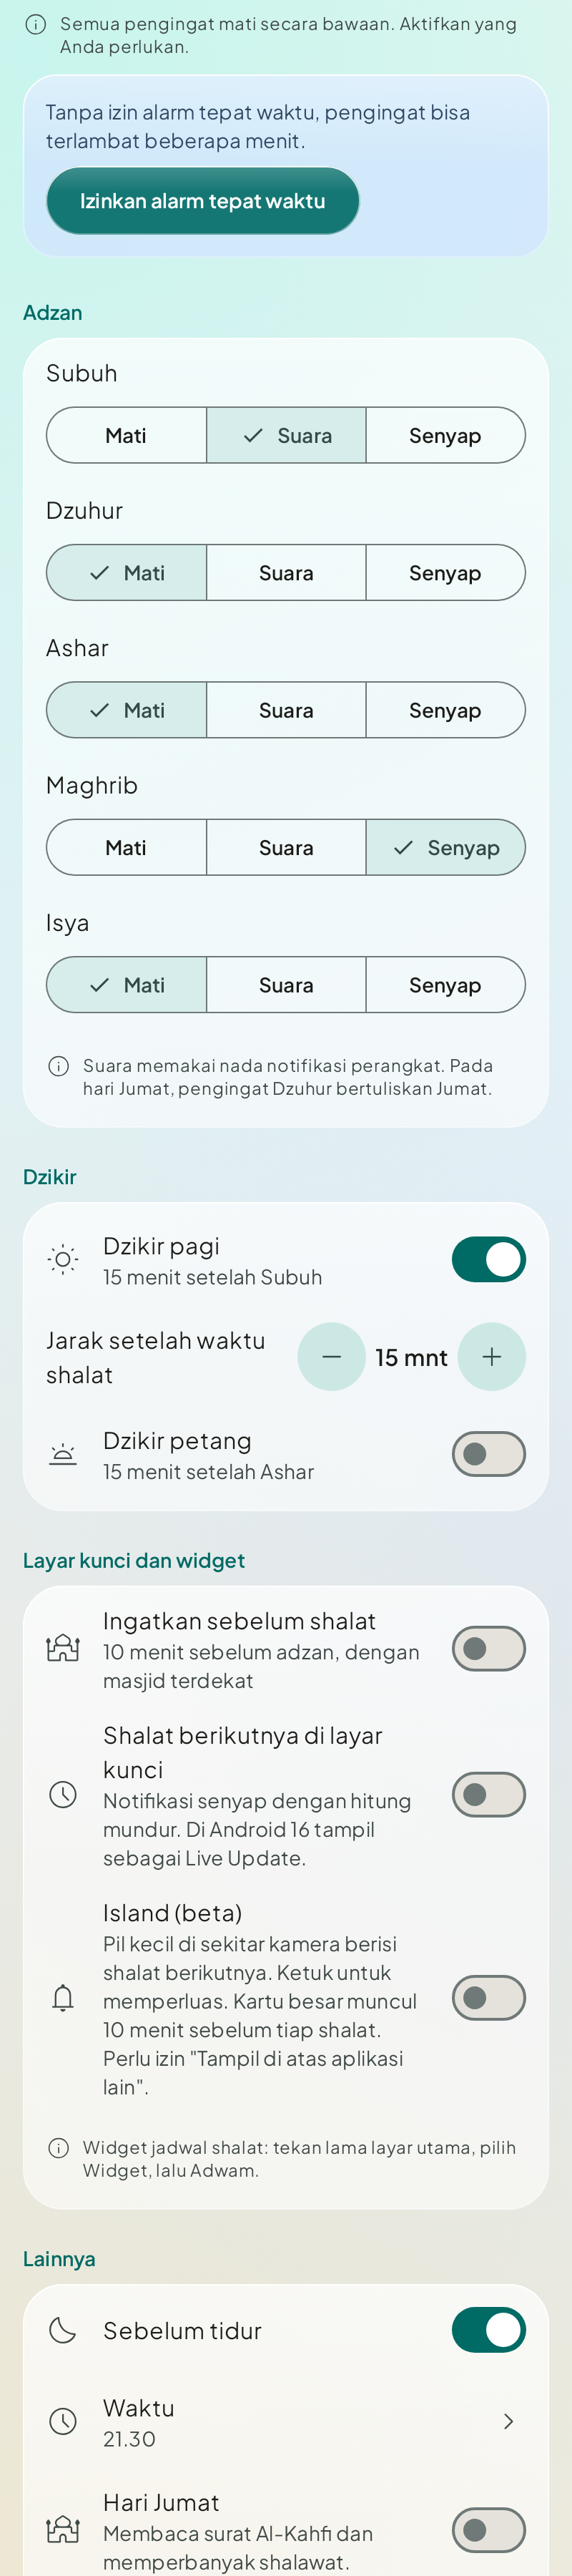 Semua pengingat mati secara bawaan. Aktifkan yang
Anda perlukan.
Tanpa izin alarm tepat waktu, pengingat bisa
terlambat beberapa menit.
Izinkan alarm tepat waktu
Adzan
Subuh
Mati
Suara
Senyap
Dzuhur
Mati
Suara
Senyap
Ashar
Mati
Suara
Senyap
Maghrib
Mati
Suara
Senyap
Isya
Mati
Suara
Senyap
Suara memakai nada notifikasi perangkat. Pada
hari Jumat, pengingat Dzuhur bertuliskan Jumat.
Dzikir
Dzikir pagi
15 menit setelah Subuh
Jarak setelah waktu
shalat
15 mnt
Dzikir petang
15 menit setelah Ashar
Layar kunci dan widget
Ingatkan sebelum shalat
10 menit sebelum adzan, dengan
masjid terdekat
Shalat berikutnya di layar
kunci
Notifikasi senyap dengan hitung
mundur. Di Android 16 tampil
sebagai Live Update.
Island (beta)
Pil kecil di sekitar kamera berisi
shalat berikutnya. Ketuk untuk
memperluas. Kartu besar muncul
10 menit sebelum tiap shalat.
Perlu izin "Tampil di atas aplikasi
lain".
Widget jadwal shalat: tekan lama layar utama, pilih
Widget, lalu Adwam.
Lainnya
Sebelum tidur
Waktu
21.30
Hari Jumat
Membaca surat Al-Kahfi dan
memperbanyak shalawat.